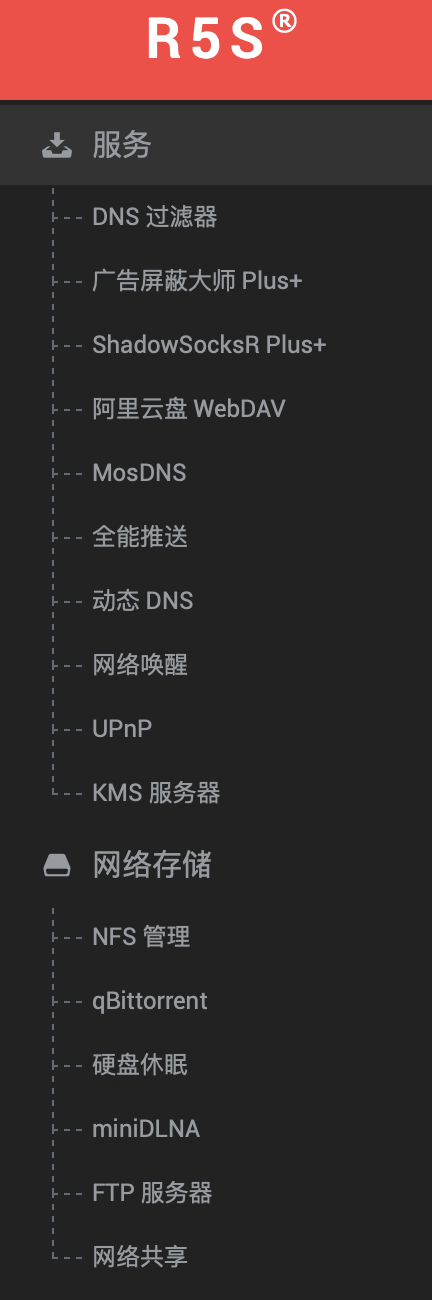 R5S®
服务
DNS 过滤器
广告屏蔽大师 Plus+
ShadowSocksR Plus+
阿里云盘 WebDAV
MosDNS
全能推送
动态 DNS
网络唤醒
UPnP
KMS 服务器
网络存储
NFS 管理
qBittorrent
硬盘休眠
miniDLNA
FTP 服务器
网络共享